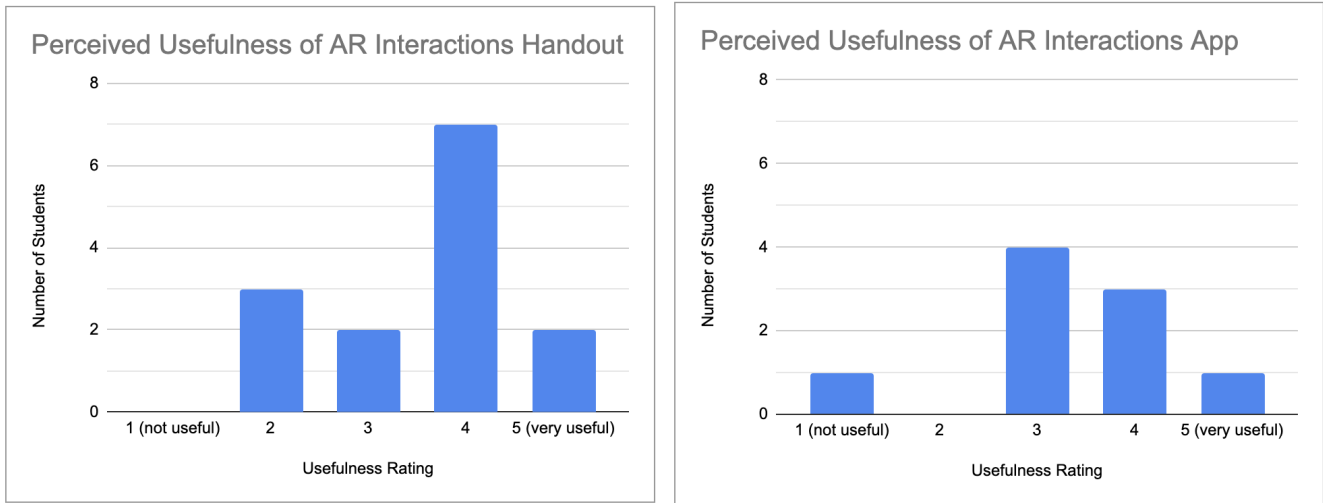 Perceived Usefulness of AR Interactions Handout
8
6
4
2
0
Number of Students
1 (not useful) 2 3 4 5 (very useful)
Usefulness Rating
Perceived Usefulness of AR Interactions App
8
6
4
2
0
Number of Students
1 (not useful) 2 3 4 5 (very useful)
Usefulness Rating